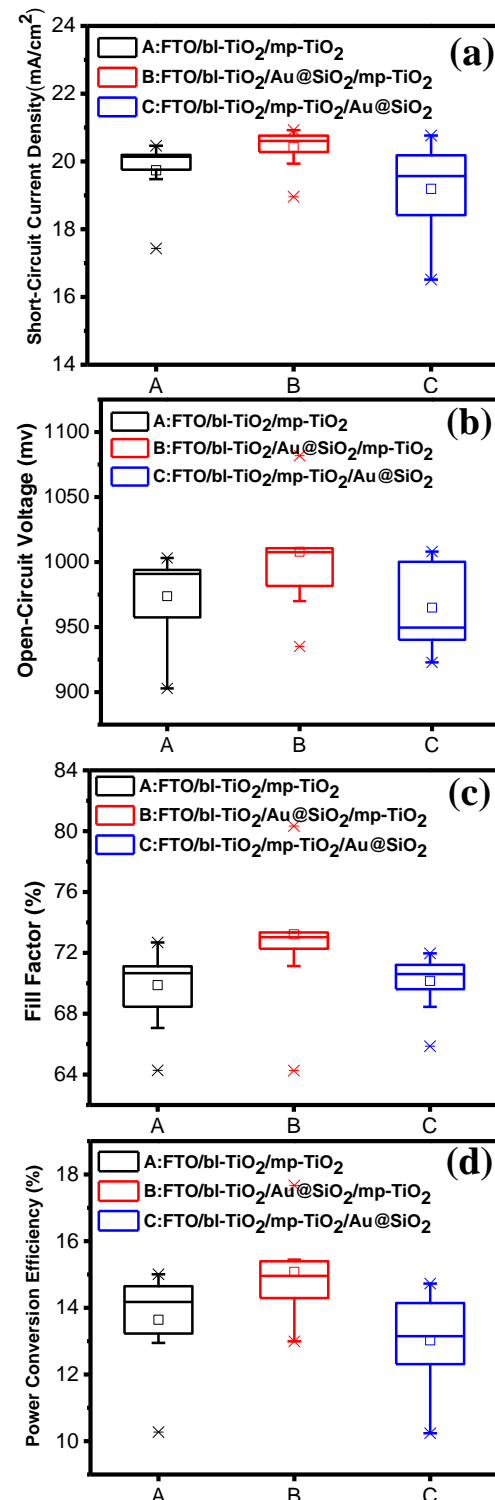 (a)
A:FTO/bl-TiO2/mp-TiO2
B:FTO/bl-TiO2/Au@SiO2/mp-TiO2
C:FTO/bl-TiO2/mp-TiO2/Au@SiO2
Short-Circuit Current Density(mA/cm2)
24
22
20
18
16
14
A B C
(b)
A:FTO/bl-TiO2/mp-TiO2
B:FTO/bl-TiO2/Au@SiO2/mp-TiO2
C:FTO/bl-TiO2/mp-TiO2/Au@SiO2
Open-Circuit Voltage (mv)
1100
1050
1000
950
900
A B C
(c)
A:FTO/bl-TiO2/mp-TiO2
B:FTO/bl-TiO2/Au@SiO2/mp-TiO2
C:FTO/bl-TiO2/mp-TiO2/Au@SiO2
Fill Factor (%)
84
80
76
72
68
64
A B C
(d)
A:FTO/bl-TiO2/mp-TiO2
B:FTO/bl-TiO2/Au@SiO2/mp-TiO2
C:FTO/bl-TiO2/mp-TiO2/Au@SiO2
Power Conversion Efficiency (%)
18
16
14
12
10
A B C